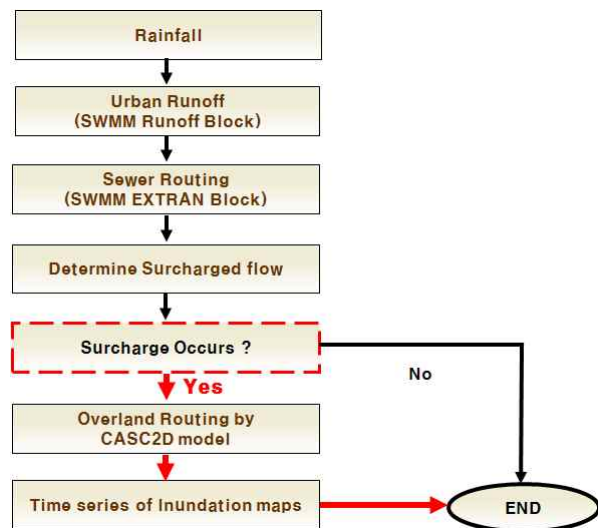 Rainfall
Urban Runoff
(SWMM Runoff Block)
Sewer Routing
(SWMM EXTRAN Block)
Determine Surcharged flow
Surcharge Occurs ?
No
Yes
Overland Routing by
CASC2D model
Time series of Inundation maps
END